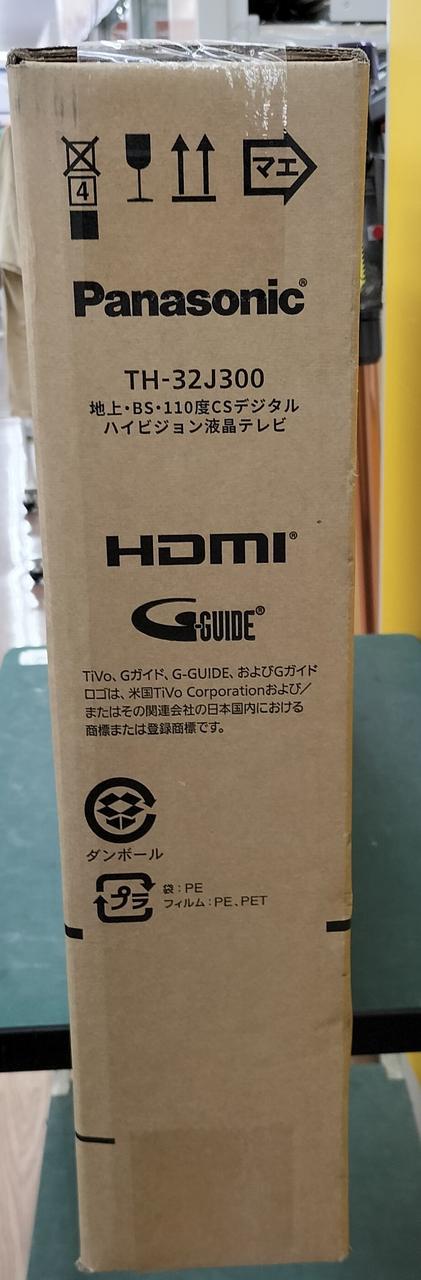 4
マエ
Panasonic®
TH-32J300
地上・BS・110度CSデジタル
ハイビジョン液晶テレビ
HDMI®
G-GUIDE®
TiVo、Gガイド、G-GUIDE、およびGガイド
ロゴは、米国TiVo Corporationおよび／
またはその関連会社の日本国内における
商標または登録商標です。
ダンボール
プラ
袋：PE
フィルム：PE、PET